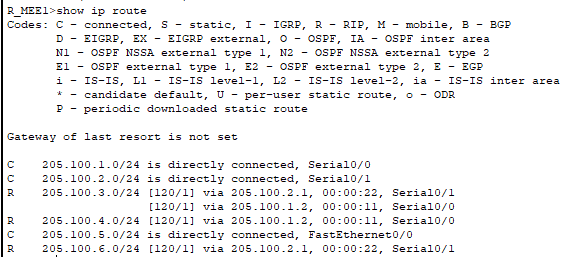 R_MEE1>show ip route
Codes: C - connected, S - static, I - IGRP, R - RIP, M - mobile, B - BGP
       D - EIGRP, EX - EIGRP external, O - OSPF, IA - OSPF inter area
       N1 - OSPF NSSA external type 1, N2 - OSPF NSSA external type 2
       E1 - OSPF external type 1, E2 - OSPF external type 2, E - EGP
       i - IS-IS, L1 - IS-IS level-1, L2 - IS-IS level-2, ia - IS-IS inter area
       * - candidate default, U - per-user static route, o - ODR
       P - periodic downloaded static route

Gateway of last resort is not set

C    205.100.1.0/24 is directly connected, Serial0/0
C    205.100.2.0/24 is directly connected, Serial0/1
R    205.100.3.0/24 [120/1] via 205.100.2.1, 00:00:22, Serial0/1
                    [120/1] via 205.100.1.2, 00:00:11, Serial0/0
R    205.100.4.0/24 [120/1] via 205.100.1.2, 00:00:11, Serial0/0
C    205.100.5.0/24 is directly connected, FastEthernet0/0
R    205.100.6.0/24 [120/1] via 205.100.2.1, 00:00:22, Serial0/1